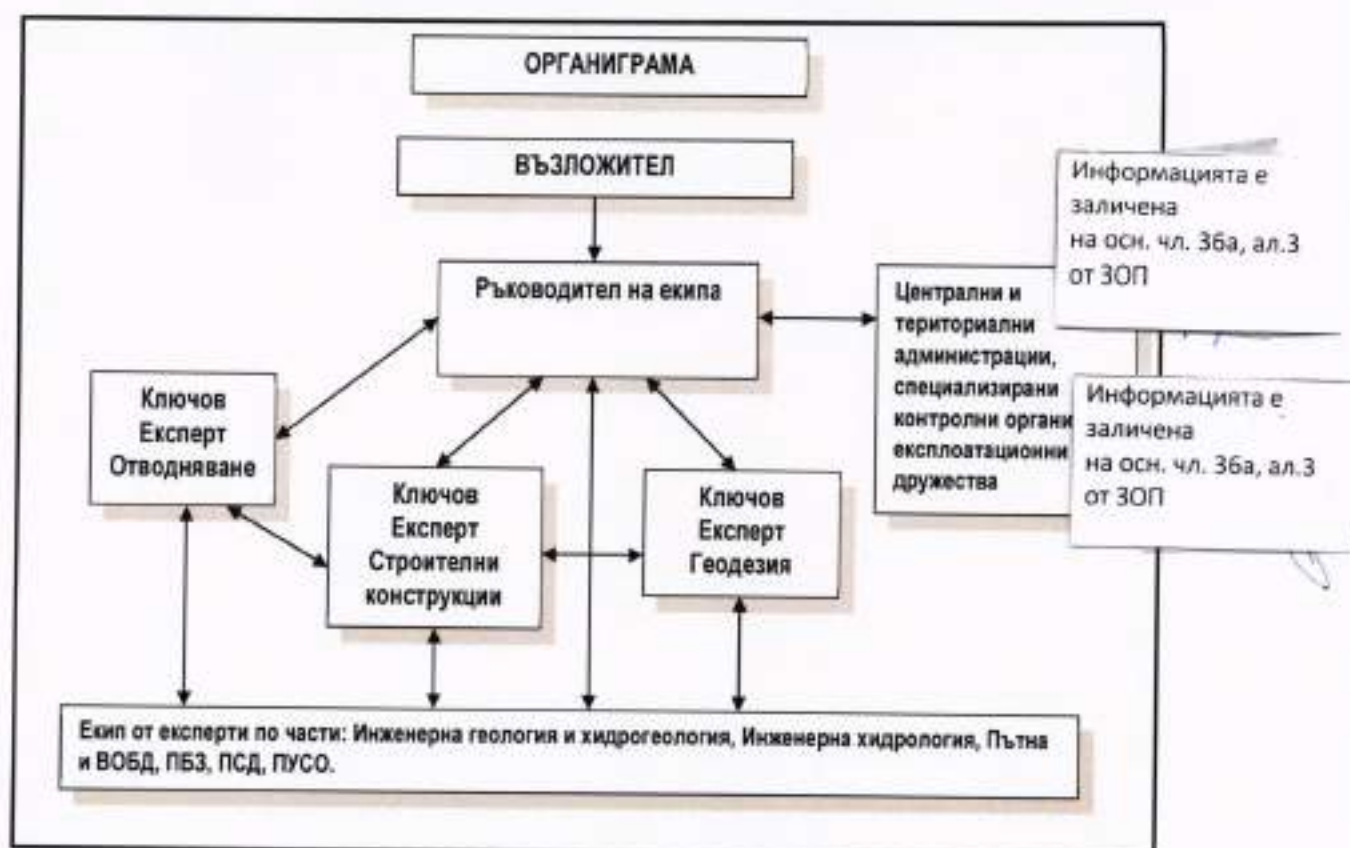 ОРГАНИГРАМА
ВЪЗЛОЖИТЕЛ
Ръководител на екипа
Централни и
териториални
администрации,
специализирани
контролни органи
експлоатационни
дружества
Информацията е
заличена
на осн. чл. 36а, ал.3
от ЗОП
Информацията е
заличена
на осн. чл. 36а, ал.3
от ЗОП
Ключов
Експерт
Отводняване
Ключов
Експерт
Строителни
конструкции
Ключов
Експерт
Геодезия
Екип от експерти по части: Инженерна геология и хидрогеология, Инженерна хидрология, Пътна
и ВОБД, ПБЗ, ПСД, ПУСО.